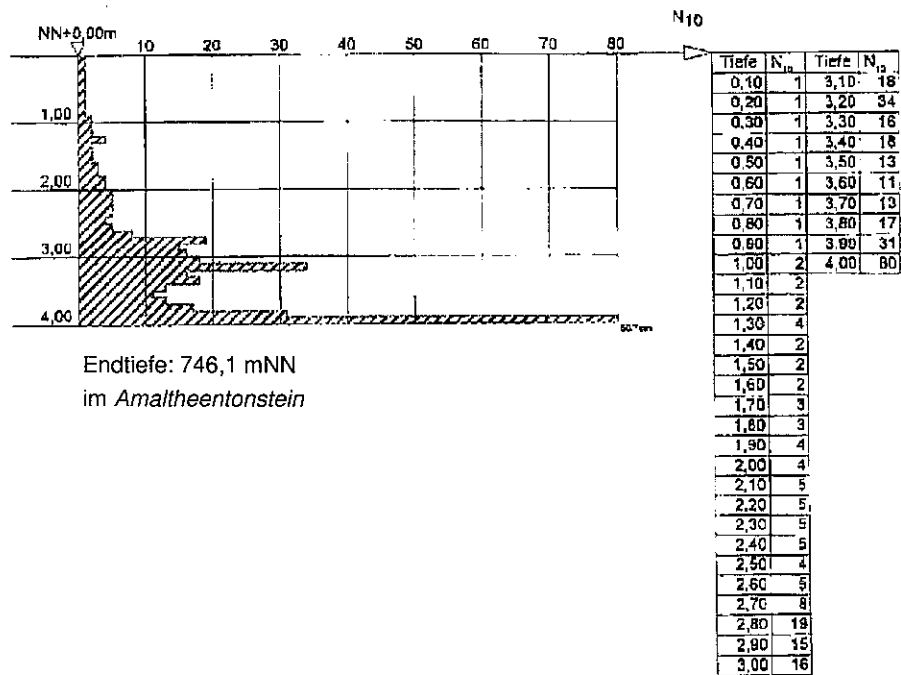 N10
NN+0,00m 10 20 30 40 50 60 70 80
1,00
2,00
3,00
4,00
Endtiefe: 746,1 mNN
im Amaltheentonstein
Tiefe N10 Tiefe N10
0,10 1 3,10 18
0,20 1 3,20 34
0,30 1 3,30 16
0,40 1 3,40 18
0,50 1 3,50 13
0,60 1 3,60 11
0,70 1 3,70 13
0,80 1 3,80 17
0,90 1 3,90 31
1,00 2 4,00 80
1,10 2
1,20 2
1,30 4
1,40 2
1,50 2
1,60 2
1,70 3
1,80 3
1,90 4
2,00 4
2,10 5
2,20 5
2,30 5
2,40 5
2,50 4
2,60 5
2,70 8
2,80 19
2,90 15
3,00 16